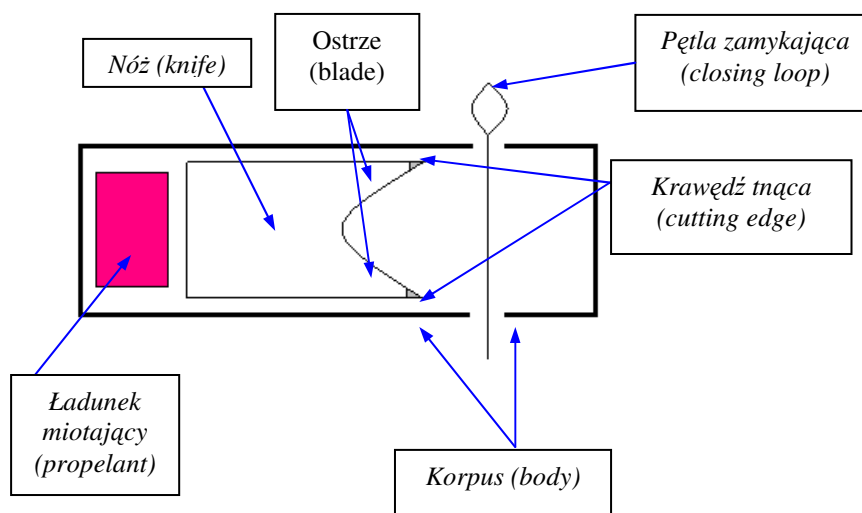 Nóż (knife)
Ostrze
(blade)
Pętla zamykająca
(closing loop)
Krawędź tnąca
(cutting edge)
Ładunek
miotający
(propelant)
Korpus (body)